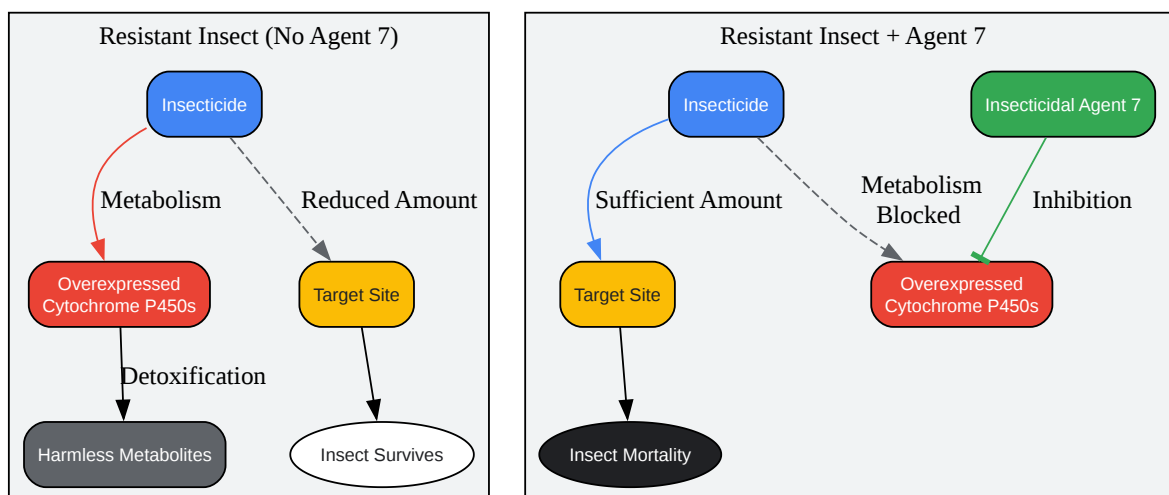 Resistant Insect (No Agent 7)
Insecticide
Metabolism
Reduced Amount
Overexpressed
Cytochrome P450s
Target Site
Detoxification
Harmless Metabolites
Insect Survives
Resistant Insect + Agent 7
Insecticide
Insecticidal Agent 7
Sufficient Amount
Metabolism
Blocked
Inhibition
Target Site
Overexpressed
Cytochrome P450s
Insect Mortality